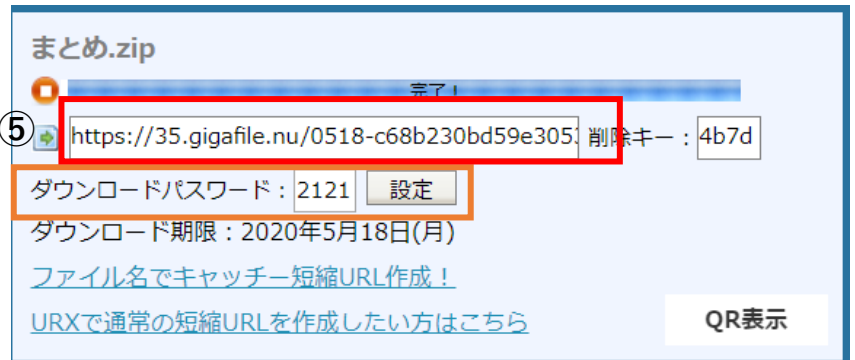 まとめ.zip
完了！
⑤ https://35.gigafile.nu/0518-c68b230bd59e3053 削除キー：4b7d
ダウンロードパスワード：2121 設定
ダウンロード期限：2020年5月18日(月)
ファイル名でキャッチー短縮URL作成！
URXで通常の短縮URLを作成したい方はこちら
QR表示